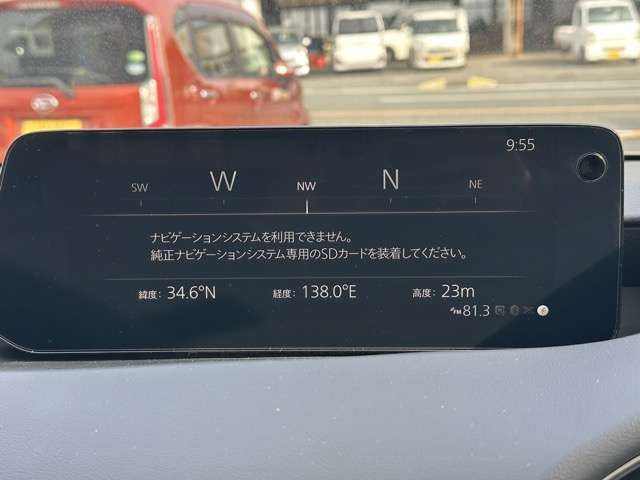 9:55
SW W NW N NE
ナビゲーションシステムを利用できません。
純正ナビゲーションシステム専用のSDカードを装着してください。
緯度: 34.6°N 経度: 138.0°E 高度: 23m
FM 81.3